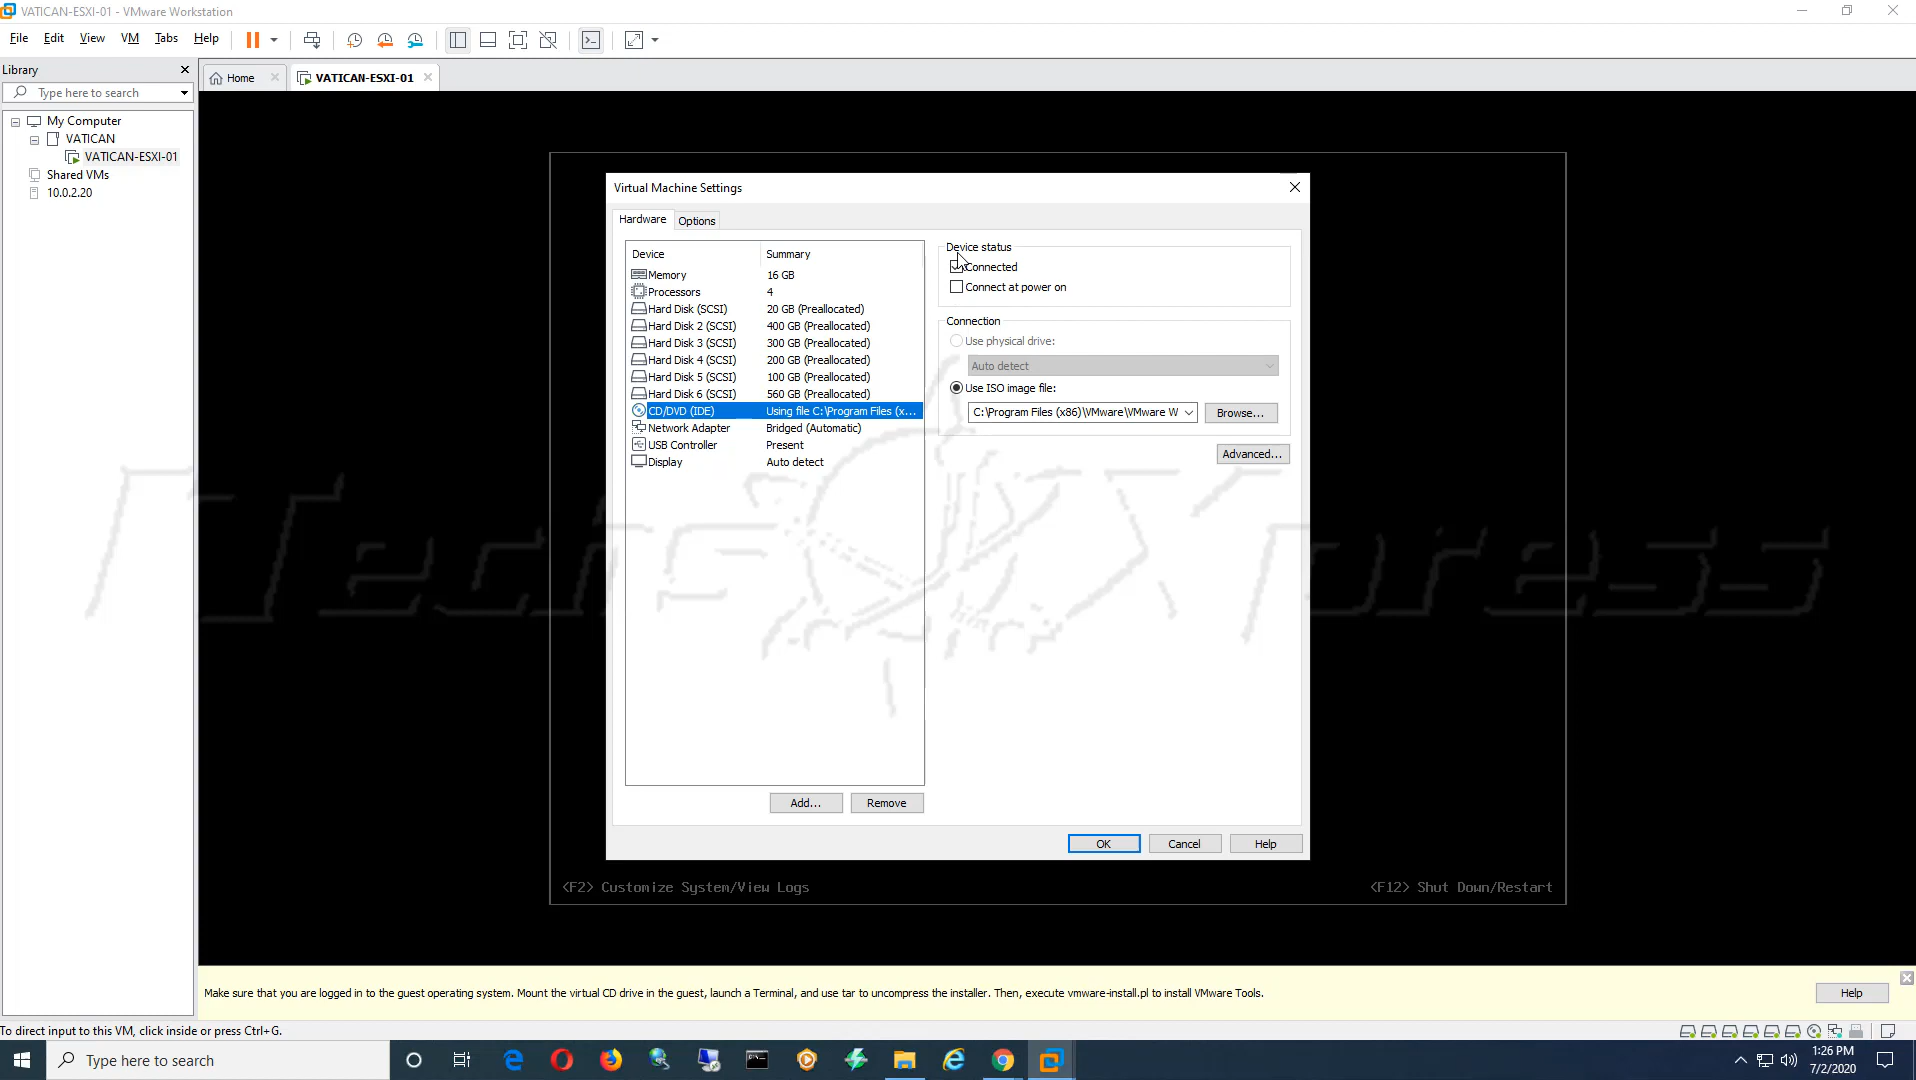 VATICAN-ESXI-01 - VMware Workstation
File Edit View VM Tabs Help
Library
Type here to search
My Computer
VATICAN
VATICAN-ESXI-01
Shared VMs
10.0.2.20
Home VATICAN-ESXI-01
Virtual Machine Settings
Hardware Options
Device Summary
Memory 16 GB
Processors 4
Hard Disk (SCSI) 20 GB (Preallocated)
Hard Disk 2 (SCSI) 400 GB (Preallocated)
Hard Disk 3 (SCSI) 300 GB (Preallocated)
Hard Disk 4 (SCSI) 200 GB (Preallocated)
Hard Disk 5 (SCSI) 100 GB (Preallocated)
Hard Disk 6 (SCSI) 560 GB (Preallocated)
CD/DVD (IDE) Using file C:\Program Files (x...
Network Adapter Bridged (Automatic)
USB Controller Present
Display Auto detect
Add... Remove
Device status
Connected
Connect at power on
Connection
Use physical drive:
Auto detect
Use ISO image file:
C:\Program Files (x86)\VMware\VMware W Browse...
Advanced...
OK Cancel Help
iTechsXpress
<F2> Customize System/View Logs <F12> Shut Down/Restart
Make sure that you are logged in to the guest operating system. Mount the virtual CD drive in the guest, launch a Terminal, and use tar to uncompress the installer. Then, execute vmware-install.pl to install VMware Tools.
Help
To direct input to this VM, click inside or press Ctrl+G.
Type here to search
1:26 PM
7/2/2020